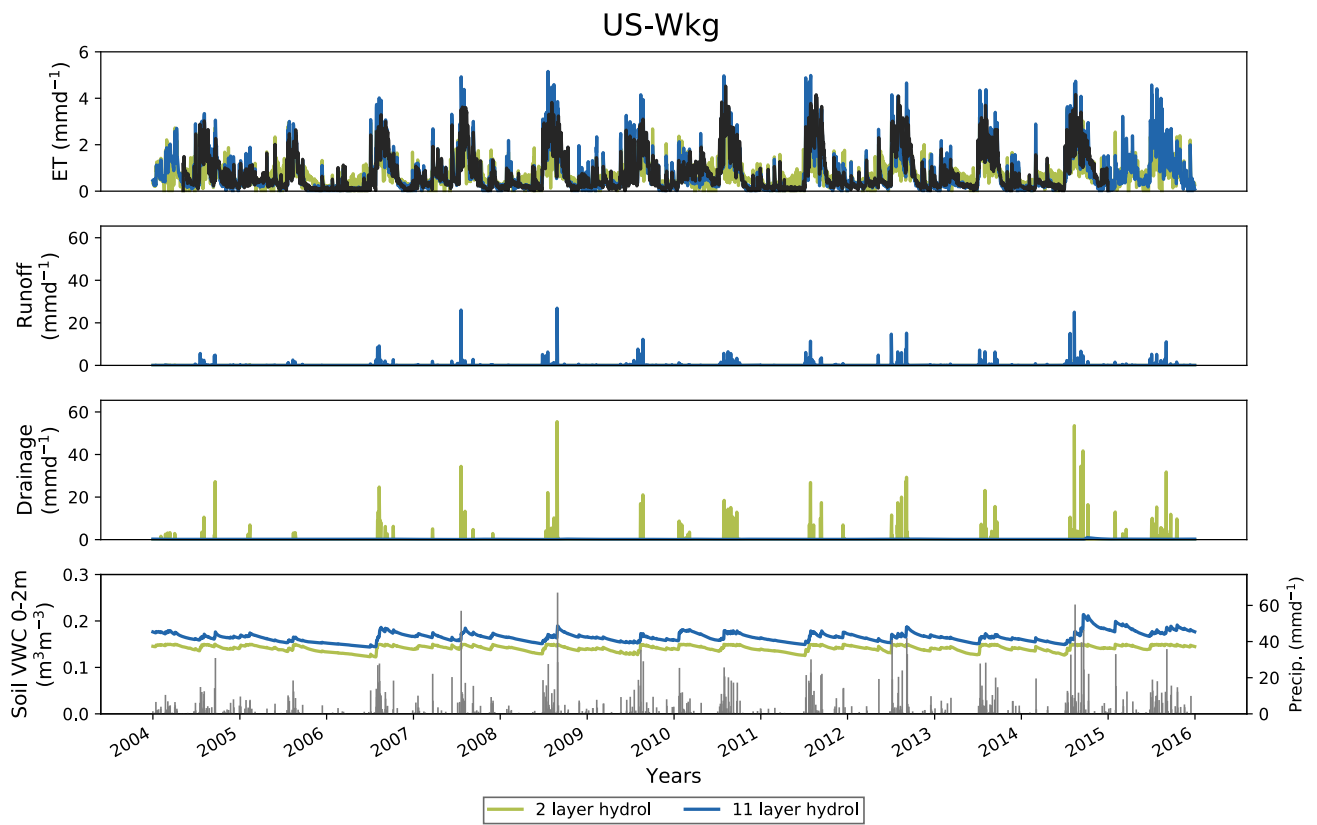 US-Wkg
ET (mmd⁻¹)
6
4
2
0
Runoff
(mmd⁻¹)
60
40
20
0
Drainage
(mmd⁻¹)
60
40
20
0
Soil VWC 0-2m
(m³m⁻³)
0.3
0.2
0.1
0.0
Precip. (mmd⁻¹)
60
40
20
0
2004 2005 2006 2007 2008 2009 2010 2011 2012 2013 2014 2015 2016
Years
2 layer hydrol 11 layer hydrol